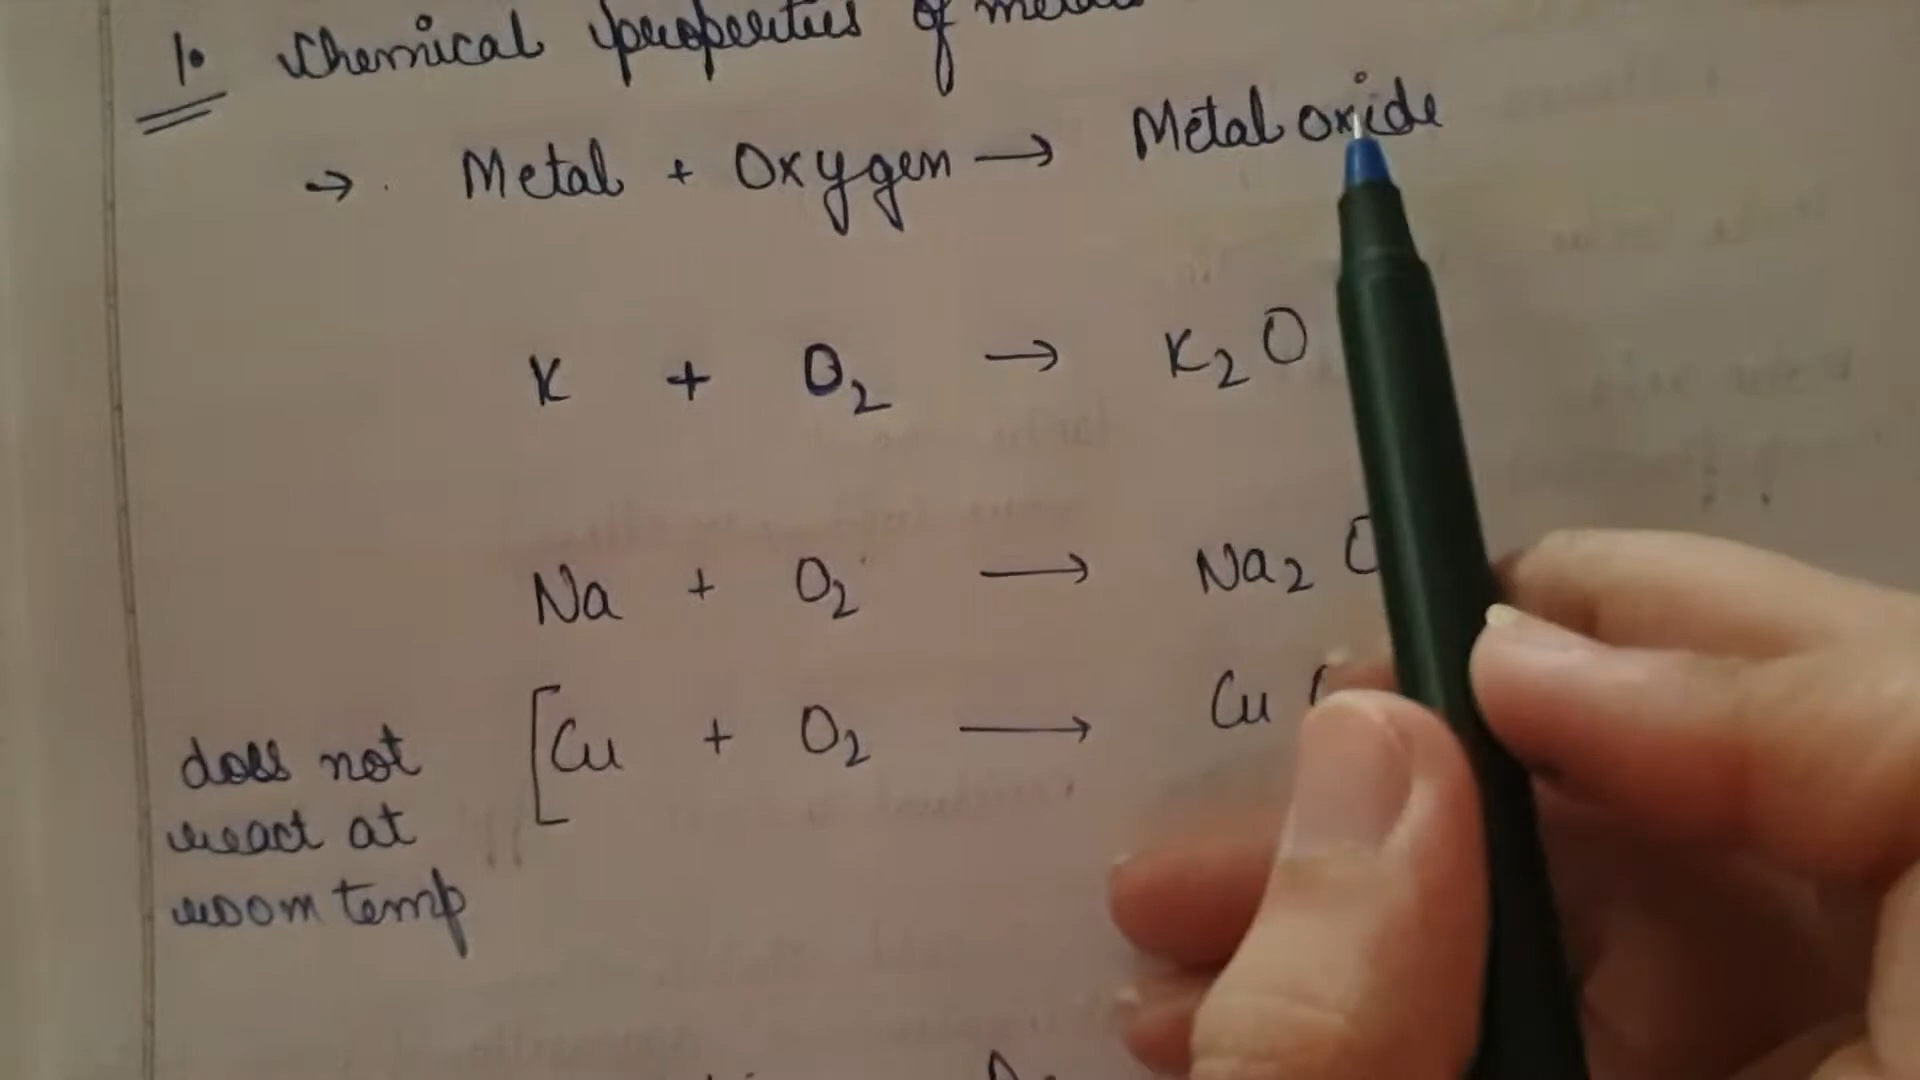 1. Chemical properties of metals
→. Metal + Oxygen → Metal oxide
K + O2 → K2O
Na + O2 → Na2 O
[Cu + O2 → Cu
does not
react at
room temp